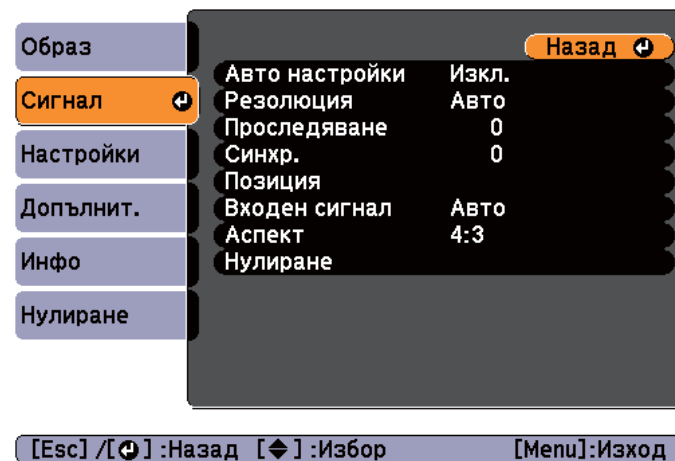 Образ
Сигнал
Настройки
Допълнит.
Инфо
Нулиране
Назад
Авто настройки Изкл.
Резолюция Авто
Проследяване 0
Синхр. 0
Позиция
Входен сигнал Авто
Аспект 4:3
Нулиране
[Esc] /[⏎] :Назад [◆] :Избор [Menu]:Изход